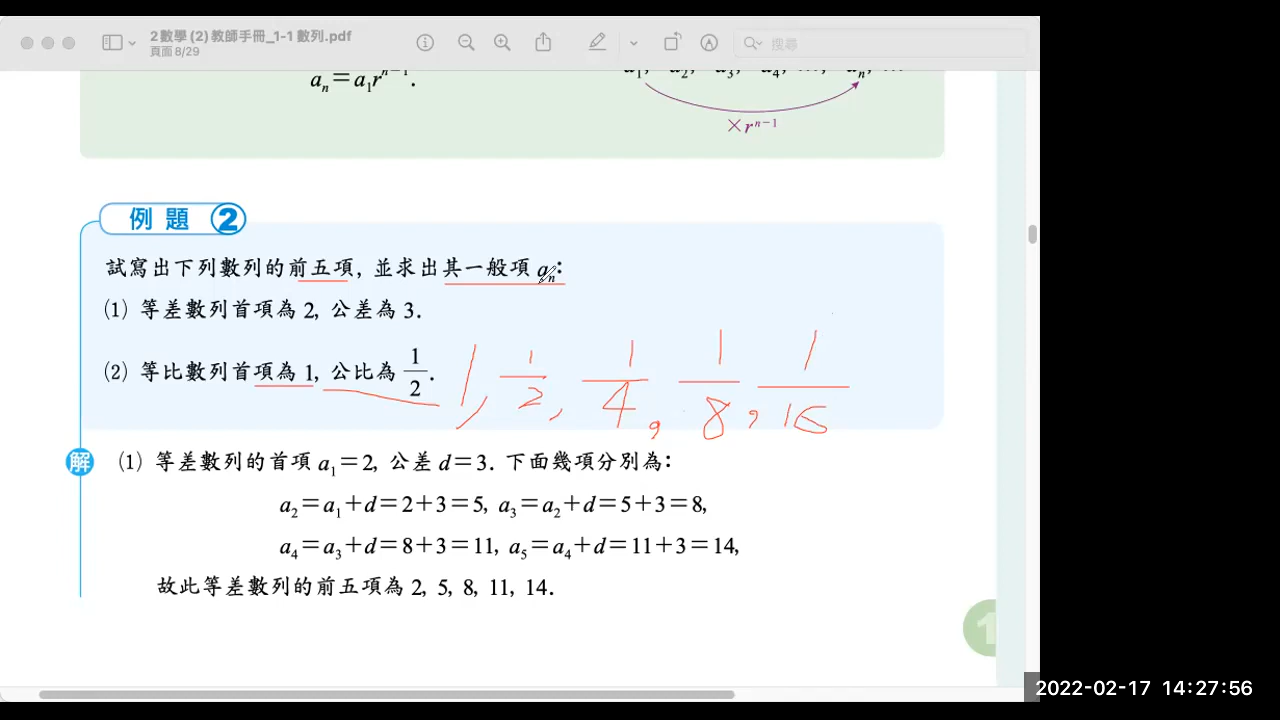 2數學 (2) 教師手冊_1-1 數列.pdf
頁面 8/29
搜尋
aₙ=a₁rⁿ⁻¹.
a₁, a₂, a₃, a₄, …, aₙ, …
×rⁿ⁻¹
例題 2
試寫出下列數列的前五項, 並求出其一般項 aₙ:
(1) 等差數列首項為 2, 公差為 3.
(2) 等比數列首項為 1, 公比為 1/2. 1, 1/2, 1/4, 1/8, 1/16
解 (1) 等差數列的首項 a₁=2, 公差 d=3. 下面幾項分別為:
a₂=a₁+d=2+3=5, a₃=a₂+d=5+3=8,
a₄=a₃+d=8+3=11, a₅=a₄+d=11+3=14,
故此等差數列的前五項為 2, 5, 8, 11, 14.
1
2022-02-17 14:27:56